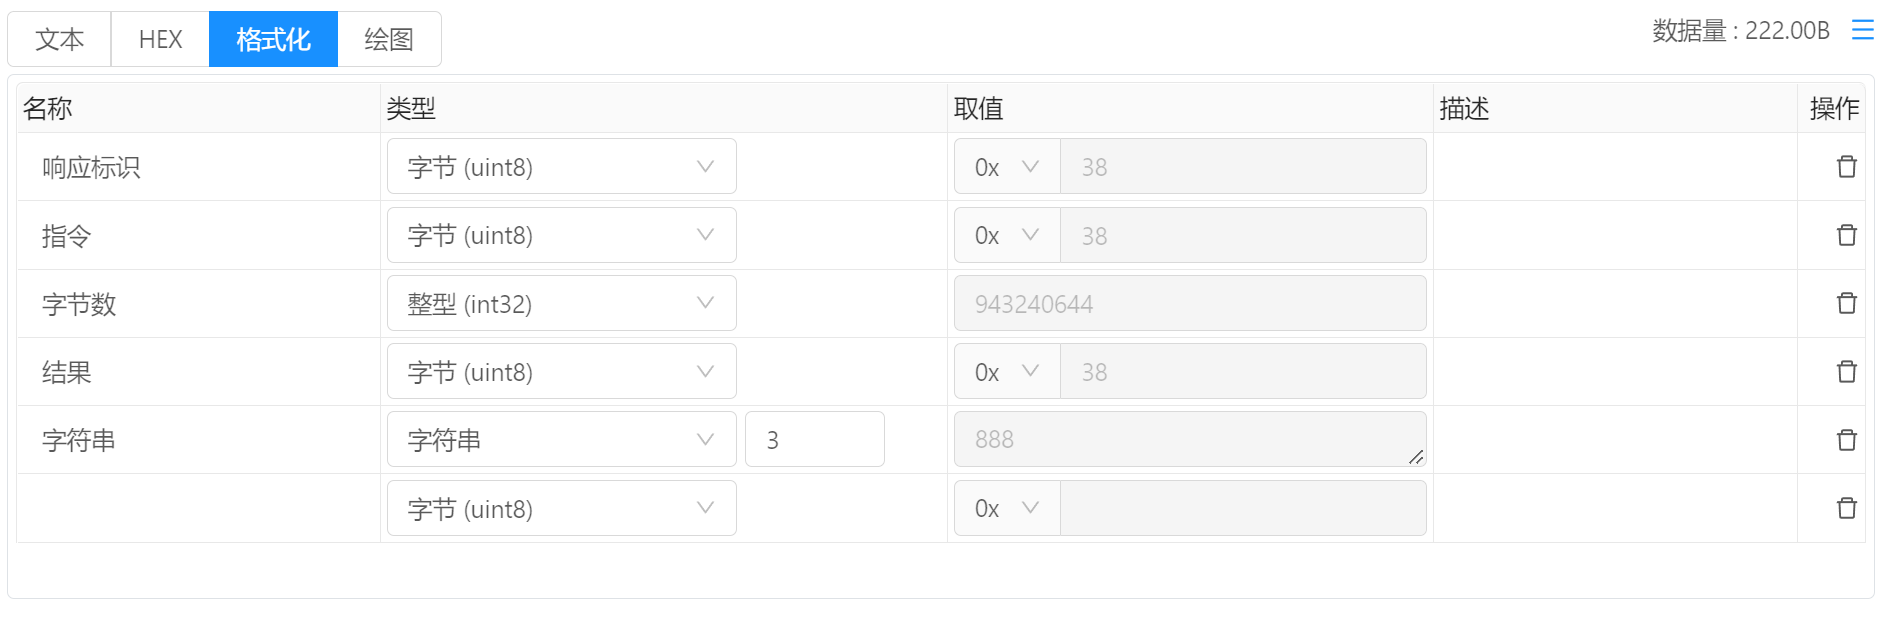 文本 HEX 格式化 绘图 数据量 : 222.00B
名称 类型 取值 描述 操作
响应标识 字节 (uint8) 0x 38
指令 字节 (uint8) 0x 38
字节数 整型 (int32) 943240644
结果 字节 (uint8) 0x 38
字符串 字符串 3 888
字节 (uint8) 0x